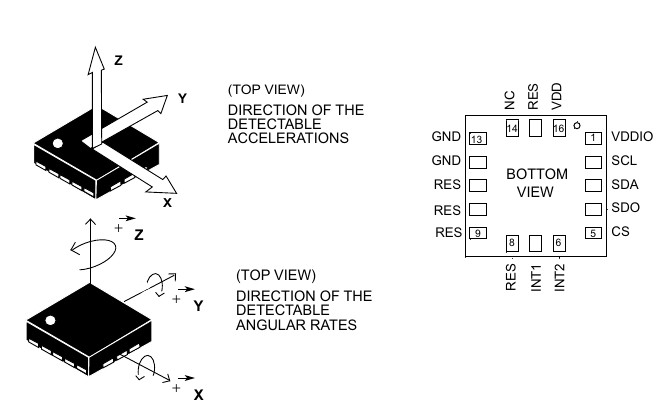 Z
Y
X
(TOP VIEW)
DIRECTION OF THE
DETECTABLE
ACCELERATIONS
+
Z
+
Y
+
X
(TOP VIEW)
DIRECTION OF THE
DETECTABLE
ANGULAR RATES
NC
RES
VDD
14
16
GND
13
1
VDDIO
GND
SCL
RES
BOTTOM
VIEW
SDA
RES
SDO
RES
9
5
CS
8
6
RES
INT1
INT2